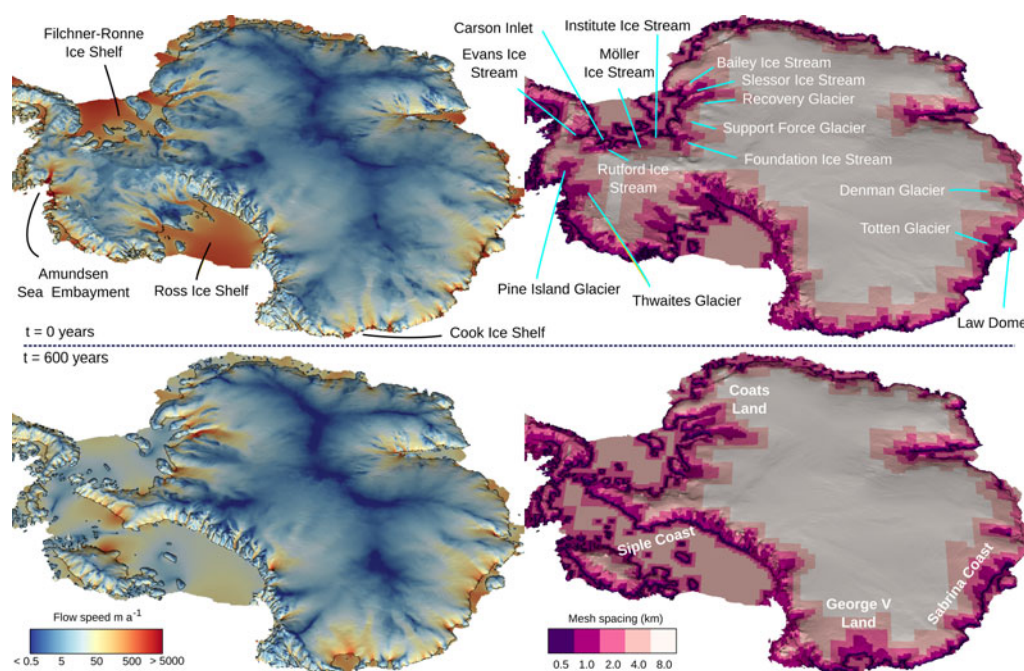 Filchner-Ronne
Ice Shelf
Amundsen
Sea Embayment
Ross Ice Shelf
Cook Ice Shelf
t = 0 years
Carson Inlet
Evans Ice
Stream
Institute Ice Stream
Möller
Ice Stream
Bailey Ice Stream
Slessor Ice Stream
Recovery Glacier
Support Force Glacier
Foundation Ice Stream
Rutford Ice
Stream
Denman Glacier
Totten Glacier
Pine Island Glacier
Thwaites Glacier
Law Dome
t = 600 years
Flow speed m a⁻¹
< 0.5 5 50 500 > 5000
Coats
Land
Siple Coast
George V
Land
Sabrina Coast
Mesh spacing (km)
0.5 1.0 2.0 4.0 8.0